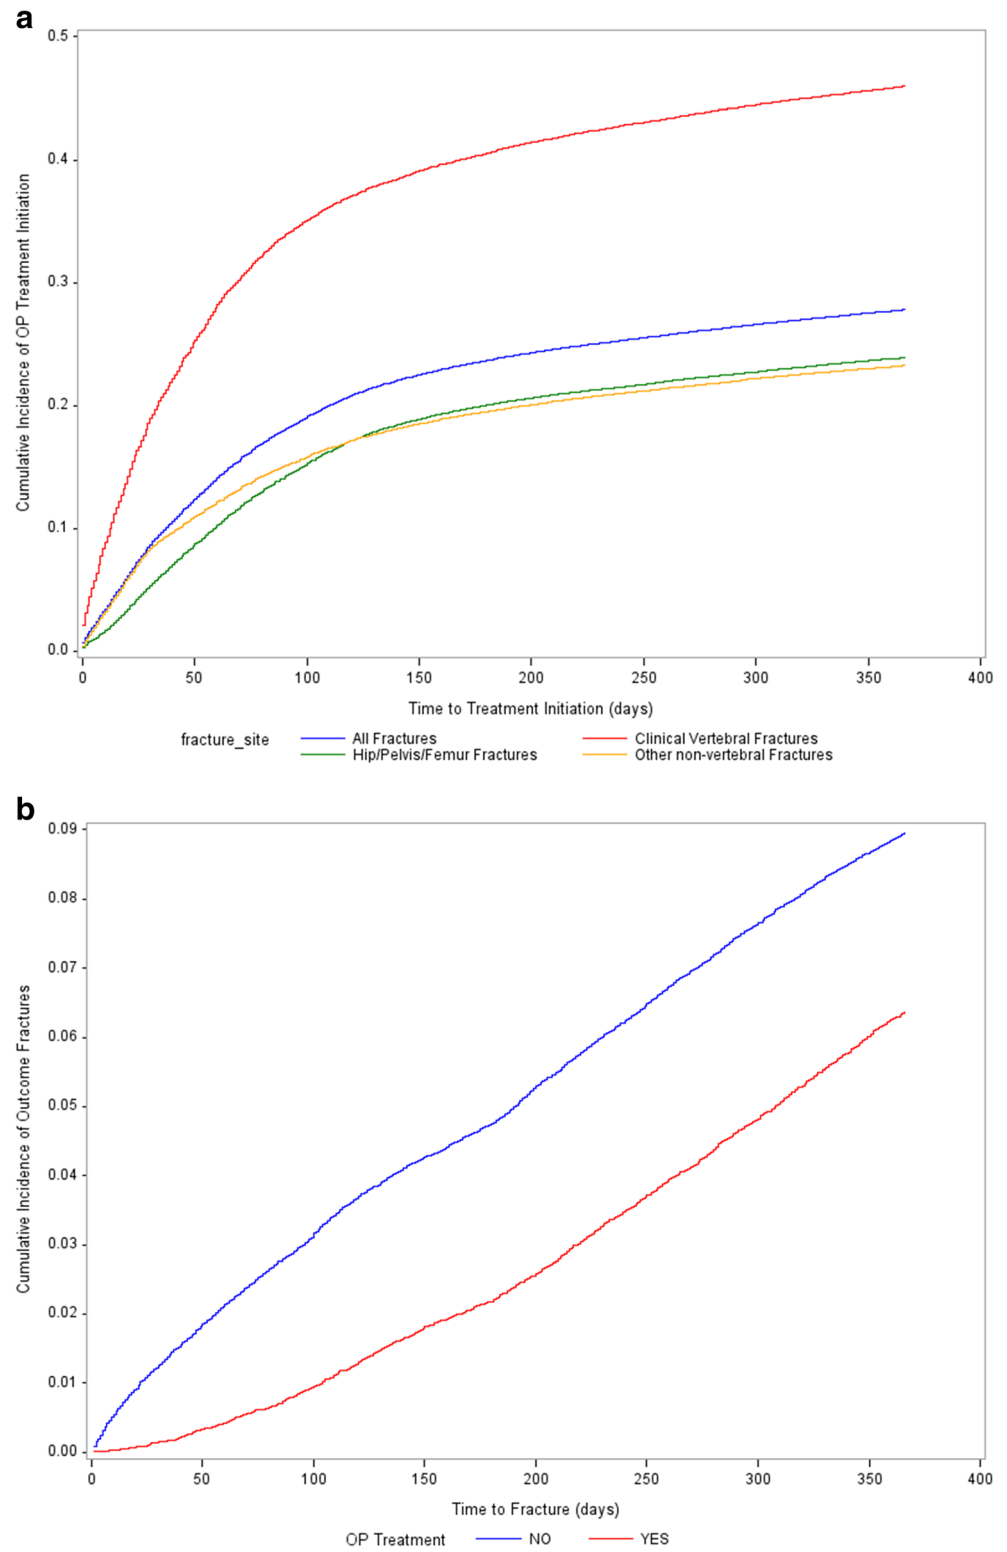 a
0.5
0.4
0.3
0.2
0.1
0.0
Cumulative Incidence of OP Treatment Initiation
0 50 100 150 200 250 300 350 400
Time to Treatment Initiation (days)
fracture_site All Fractures Clinical Vertebral Fractures
Hip/Pelvis/Femur Fractures Other non-vertebral Fractures
b
0.09
0.08
0.07
0.06
0.05
0.04
0.03
0.02
0.01
0.00
Cumulative Incidence of Outcome Fractures
0 50 100 150 200 250 300 350 400
Time to Fracture (days)
OP Treatment NO YES